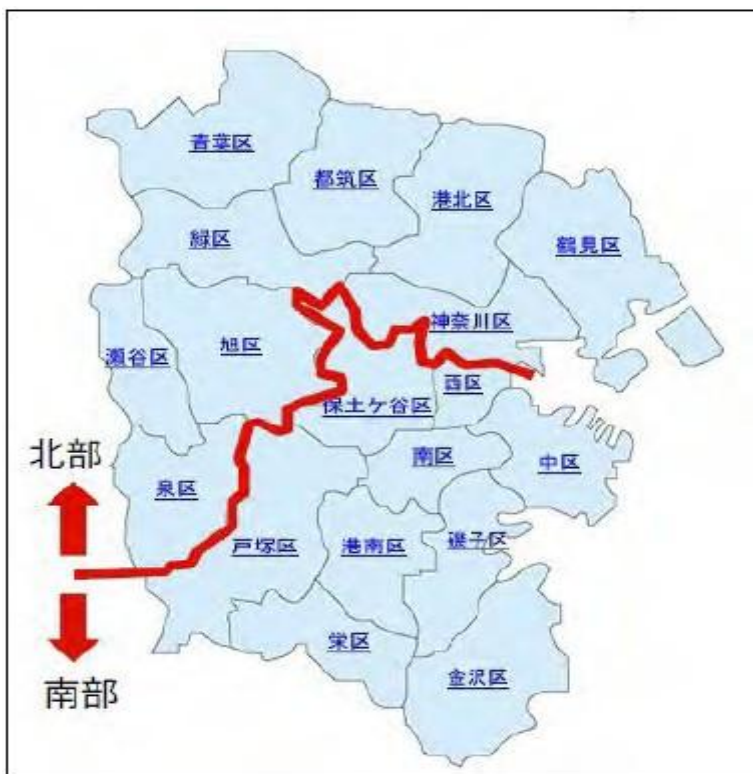 青葉区
都筑区
港北区
緑区
鶴見区
神奈川区
旭区
瀬谷区
西区
保土ケ谷区
南区
中区
北部
泉区
戸塚区
港南区
磯子区
栄区
南部
金沢区